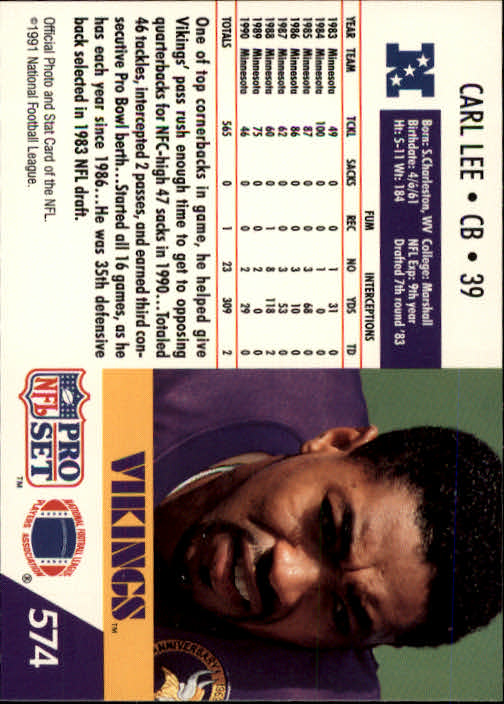 CARL LEE • CB • 39
N
Born: S.Charleston, WV College: Marshall
Birthdate: 4/6/61 NFL Exp: 9th year
Ht: 5-11 Wt: 184 Drafted 7th round '83
FUM INTERCEPTIONS
YEAR TEAM TCKL SACKS REC NO YDS TD
1983 Minnesota 49 0 0 1 31 0
1984 Minnesota 100 0 0 1 0 0
1985 Minnesota 87 0 0 3 68 0
1986 Minnesota 86 0 0 3 10 0
1987 Minnesota 62 0 0 3 53 0
1988 Minnesota 60 0 1 8 118 2
1989 Minnesota 75 0 0 2 0 0
1990 Minnesota 46 0 0 2 29 0
TOTALS 565 0 1 23 309 2
One of top cornerbacks in game, he helped give
Vikings' pass rush enough time to get to opposing
quarterbacks for NFC-high 47 sacks in 1990...Totaled
46 tackles, intercepted 2 passes, and earned third con-
secutive Pro Bowl berth...Started all 16 games, as he
has each year since 1986...He was 35th defensive
back selected in 1983 NFL draft.
Official Photo and Stat Card of the NFL.
©1991 National Football League.
VIKINGS™
NFL
PRO SET™
NATIONAL FOOTBALL LEAGUE
PLAYERS ASSOCIATION
®
574